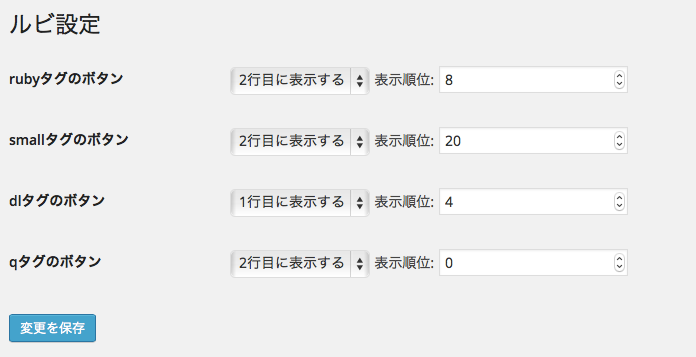 ルビ設定
rubyタグのボタン 2行目に表示する 表示順位: 8
smallタグのボタン 2行目に表示する 表示順位: 20
dlタグのボタン 1行目に表示する 表示順位: 4
qタグのボタン 2行目に表示する 表示順位: 0
変更を保存